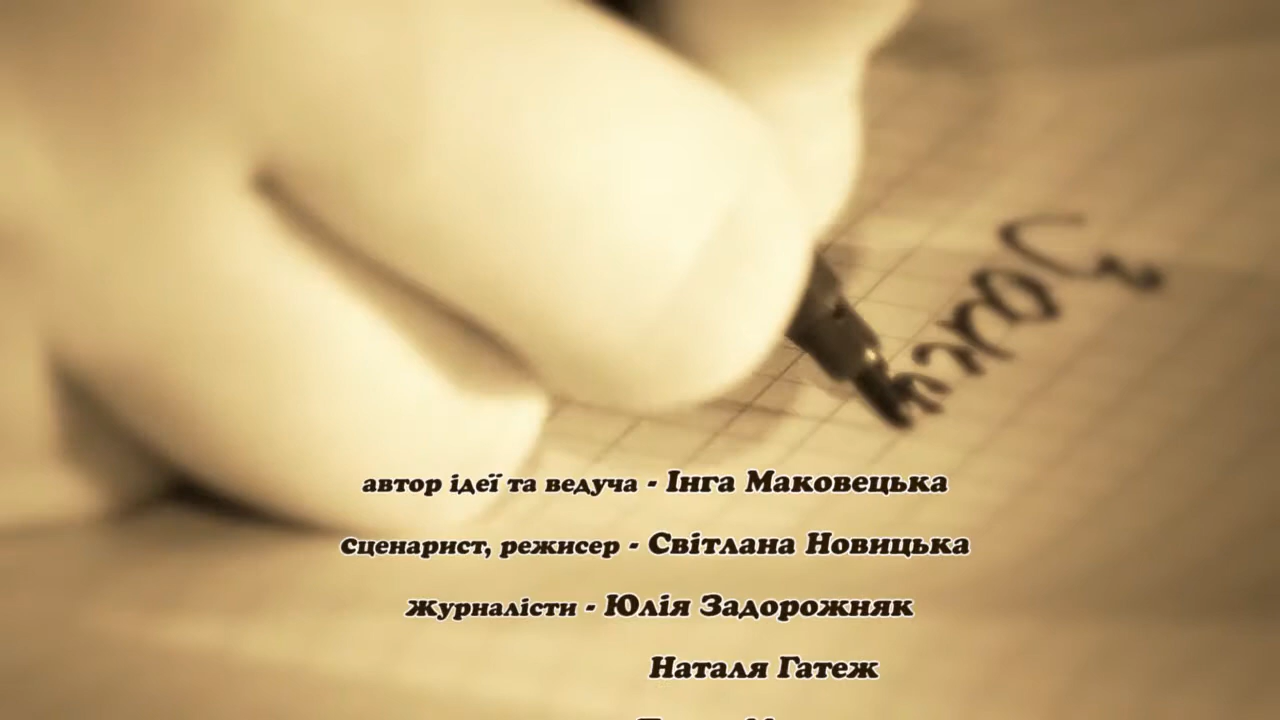 автор ідеї та ведуча - Інга Маковецька
сценарист, режисер - Світлана Новицька
журналісти - Юлія Задорожняк
Наталя Гатеж